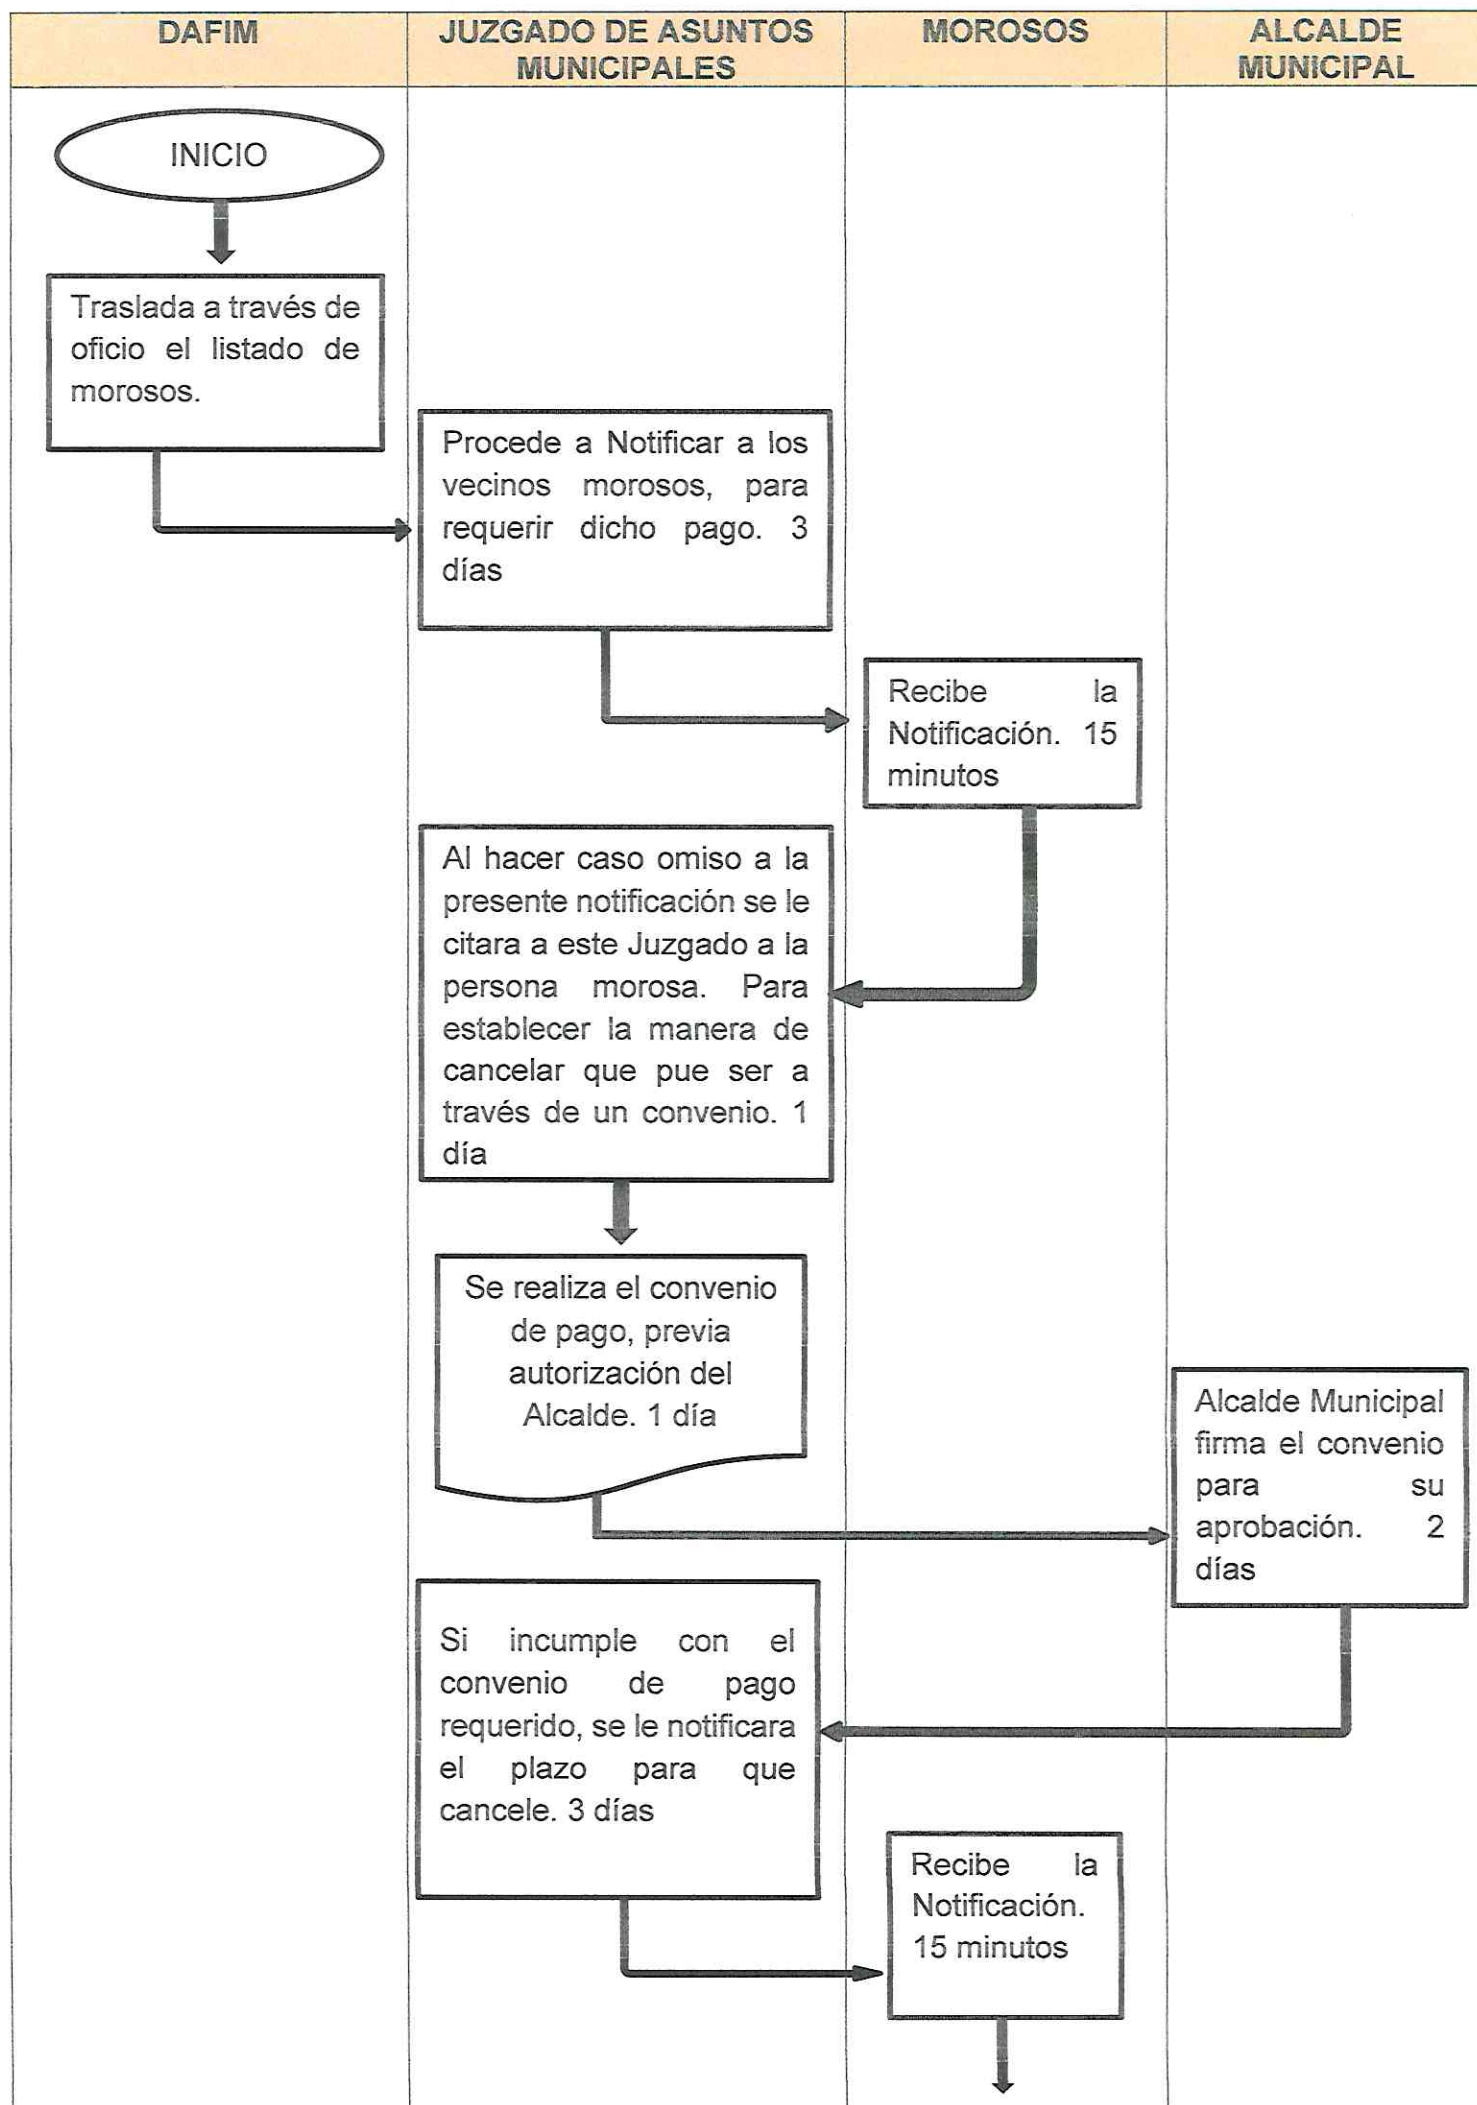 DAFIM
JUZGADO DE ASUNTOS
MUNICIPALES
MOROSOS
ALCALDE
MUNICIPAL
INICIO
Traslada a través de
oficio el listado de
morosos.
Procede a Notificar a los
vecinos morosos, para
requerir dicho pago. 3
días
Recibe la
Notificación. 15
minutos
Al hacer caso omiso a la
presente notificación se le
citara a este Juzgado a la
persona morosa. Para
establecer la manera de
cancelar que pue ser a
través de un convenio. 1
día
Se realiza el convenio
de pago, previa
autorización del
Alcalde. 1 día
Alcalde Municipal
firma el convenio
para su
aprobación. 2
días
Si incumple con el
convenio de pago
requerido, se le notificara
el plazo para que
cancele. 3 días
Recibe la
Notificación.
15 minutos